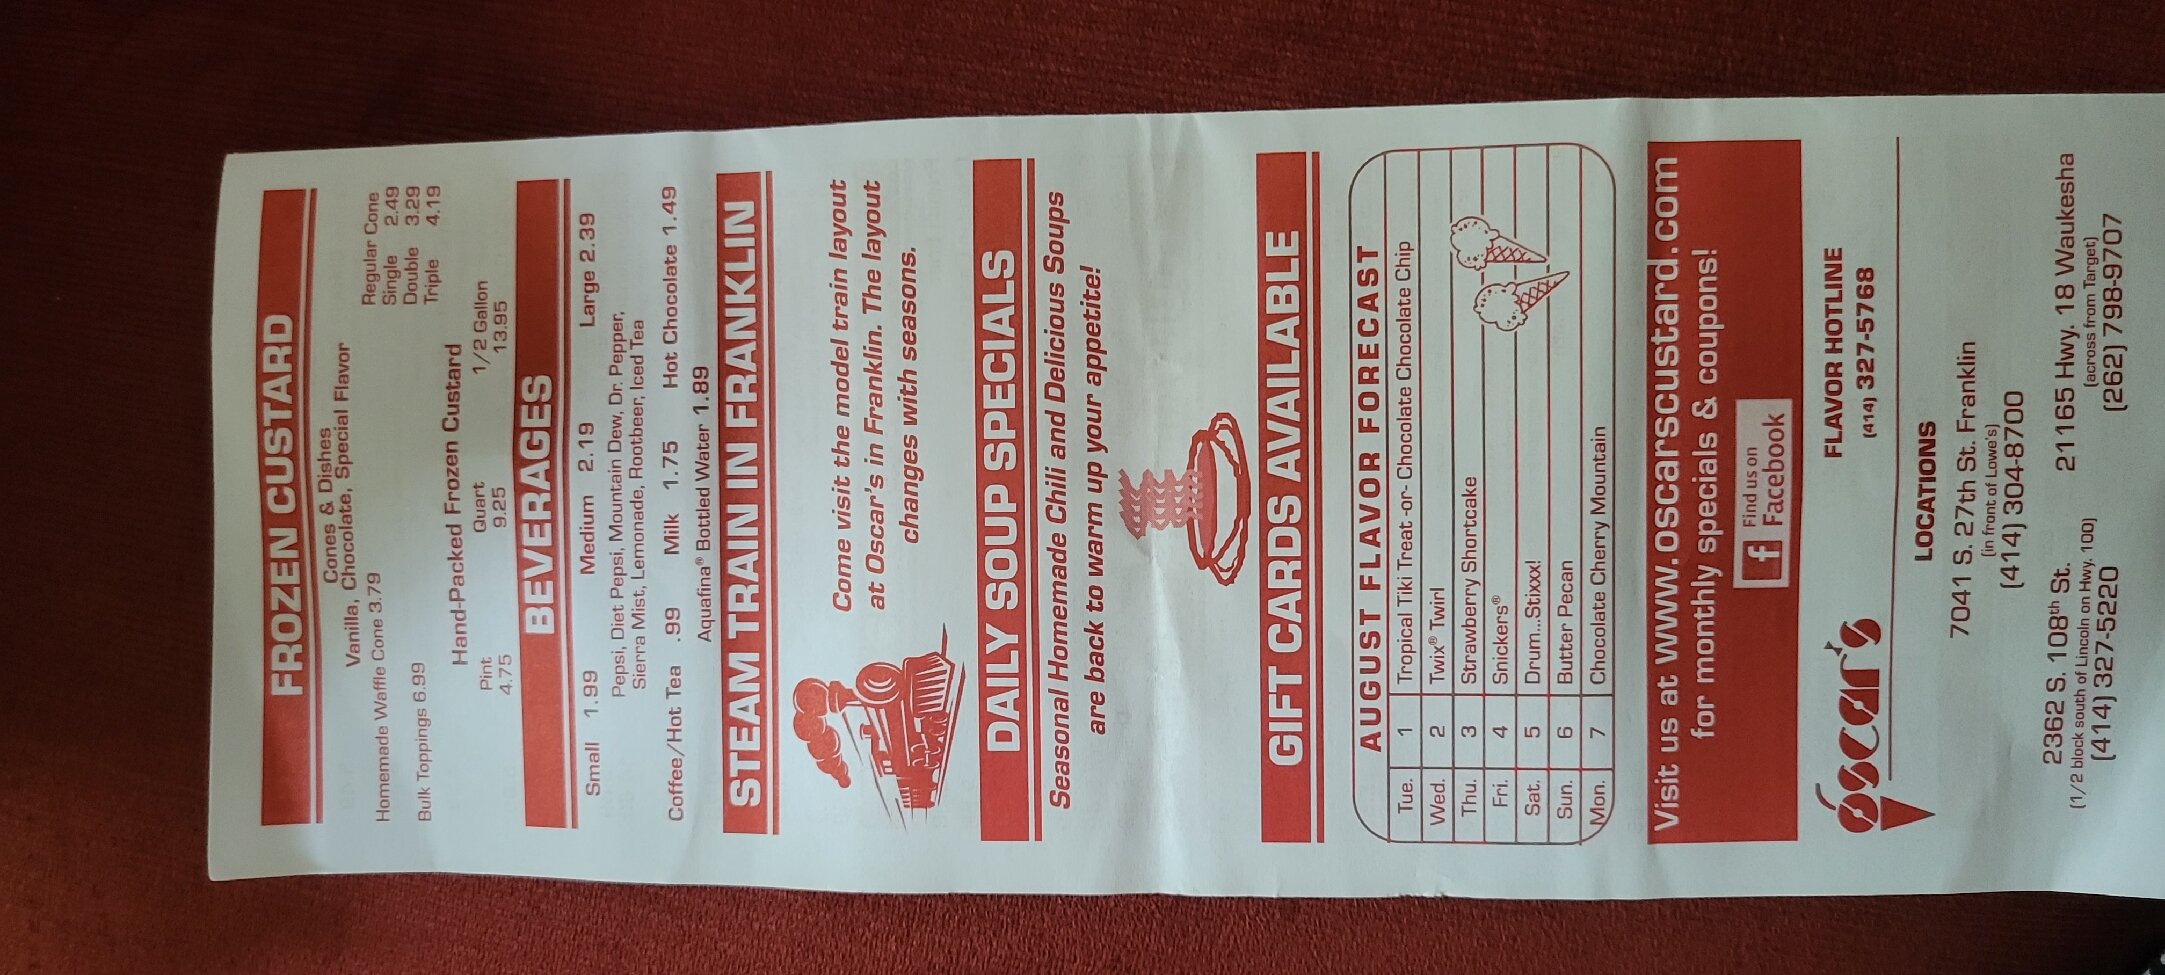 FROZEN CUSTARD
Cones & Dishes
Vanilla, Chocolate, Special Flavor
Homemade Waffle Cone 3.79
Regular Cone
Single 2.49
Double 3.29
Triple 4.19
Bulk Toppings 6.99
Hand-Packed Frozen Custard
Pint Quart 1/2 Gallon
4.75 9.25 13.95
BEVERAGES
Small 1.99 Medium 2.19 Large 2.39
Pepsi, Diet Pepsi, Mountain Dew, Dr. Pepper,
Sierra Mist, Lemonade, Rootbeer, Iced Tea
Coffee/Hot Tea .99 Milk 1.75 Hot Chocolate 1.49
Aquafina® Bottled Water 1.89
STEAM TRAIN IN FRANKLIN
Come visit the model train layout
at Oscar's in Franklin. The layout
changes with seasons.
DAILY SOUP SPECIALS
Seasonal Homemade Chili and Delicious Soups
are back to warm up your appetite!
GIFT CARDS AVAILABLE
AUGUST FLAVOR FORECAST
Tue. 1 Tropical Tiki Treat -or- Chocolate Chocolate Chip
Wed. 2 Twix® Twirl
Thu. 3 Strawberry Shortcake
Fri. 4 Snickers®
Sat. 5 Drum...Stixxx!
Sun. 6 Butter Pecan
Mon. 7 Chocolate Cherry Mountain
Visit us at www.oscarscustard.com
for monthly specials & coupons!
f Find us on
Facebook
Oscar's
FLAVOR HOTLINE
(414) 327-5768
LOCATIONS
7041 S. 27th St. Franklin
(in front of Lowe's)
(414) 304-8700
2362 S. 108th St.
(1/2 block south of Lincoln on Hwy. 100)
(414) 327-5220
21165 Hwy. 18 Waukesha
(across from Target)
(262) 798-9707